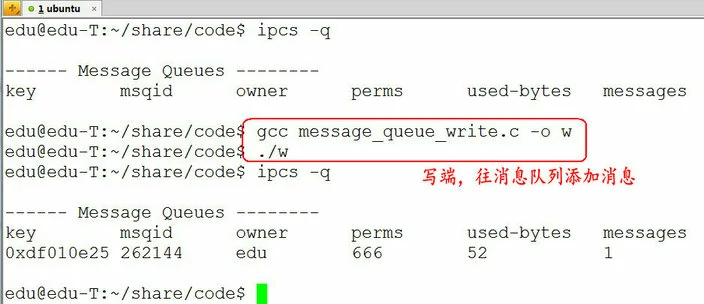 1 ubuntu
edu@edu-T:~/share/code$ ipcs -q
------ Message Queues --------
key msqid owner perms used-bytes messages
edu@edu-T:~/share/code$ gcc message_queue_write.c -o w
edu@edu-T:~/share/code$ ./w
edu@edu-T:~/share/code$ ipcs -q
写端，往消息队列添加消息
------ Message Queues --------
key msqid owner perms used-bytes messages
0xdf010e25 262144 edu 666 52 1
edu@edu-T:~/share/code$